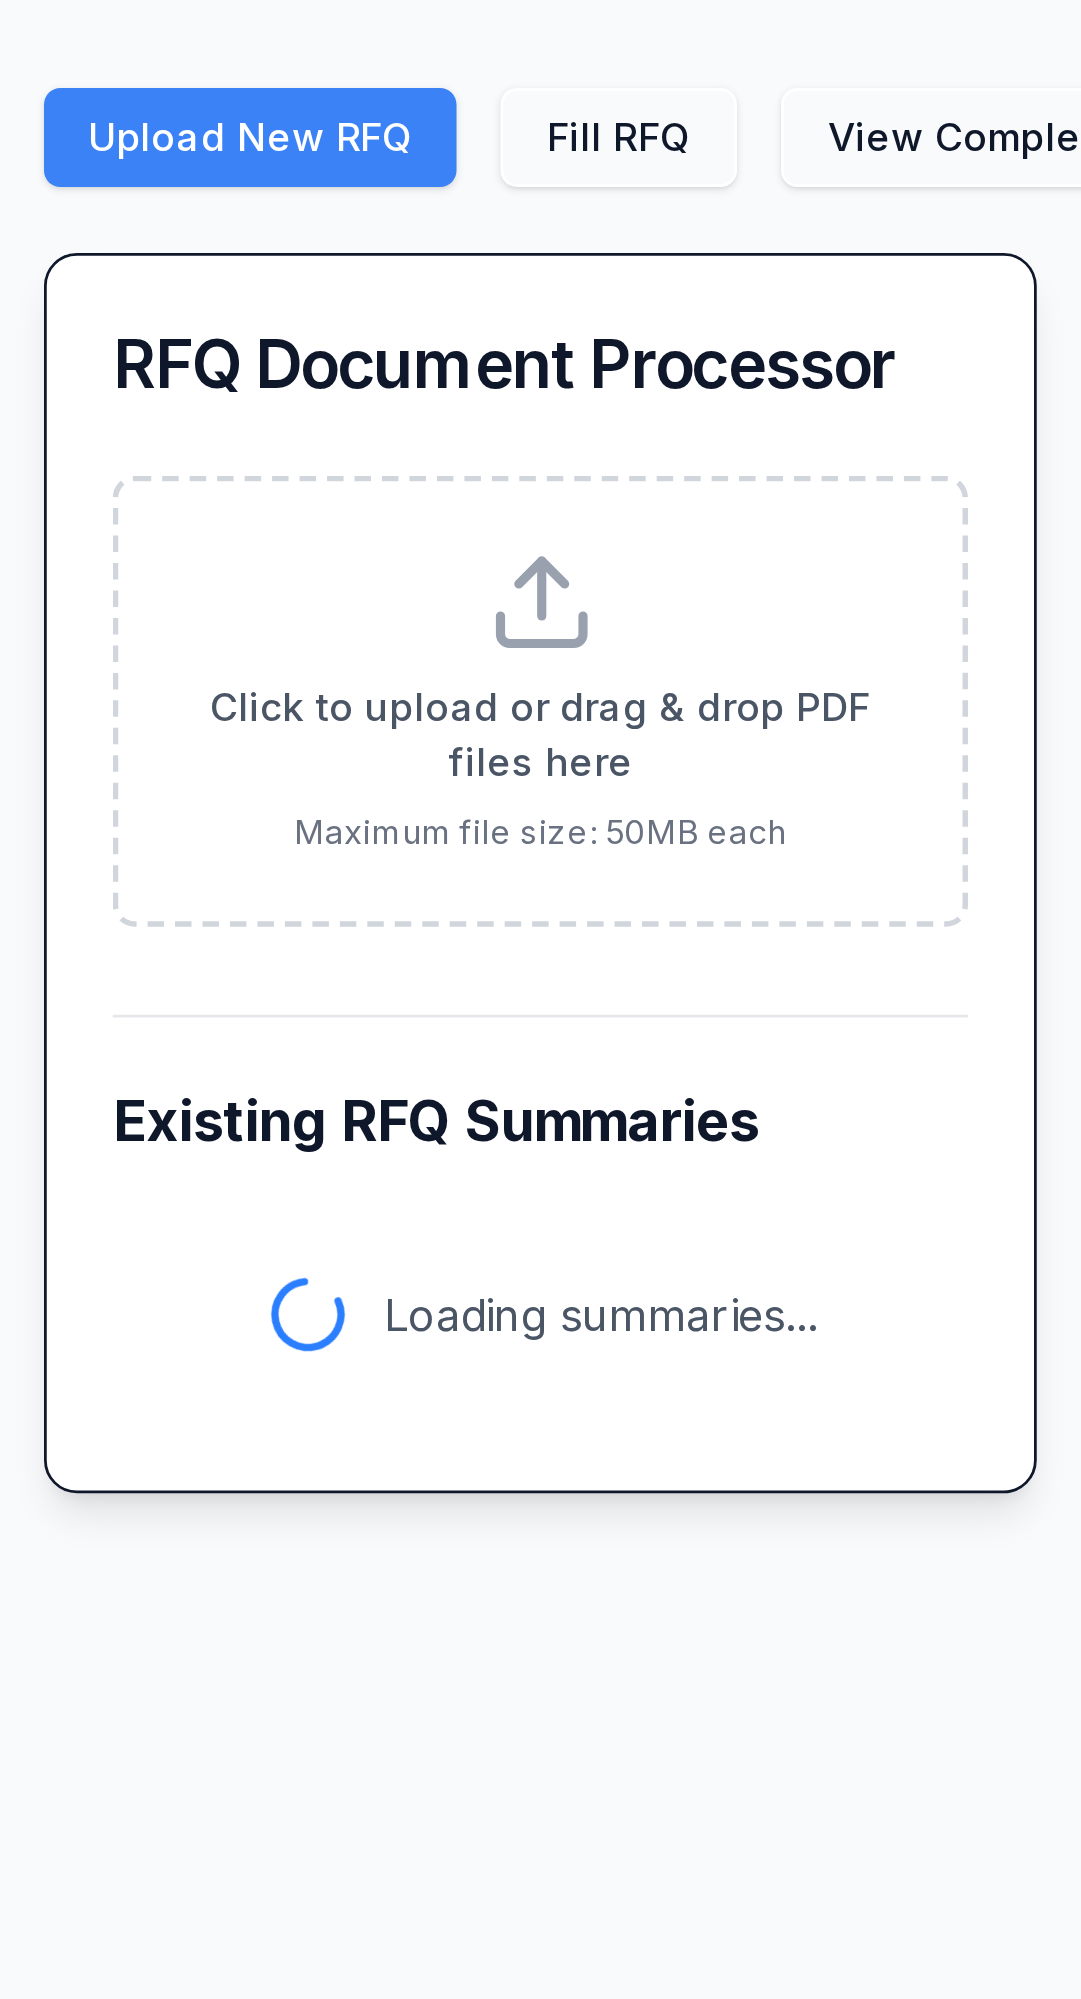 Upload New RFQ
Fill RFQ
View Comple
RFQ Document Processor
Click to upload or drag & drop PDF
files here
Maximum file size: 50MB each
Existing RFQ Summaries
Loading summaries...